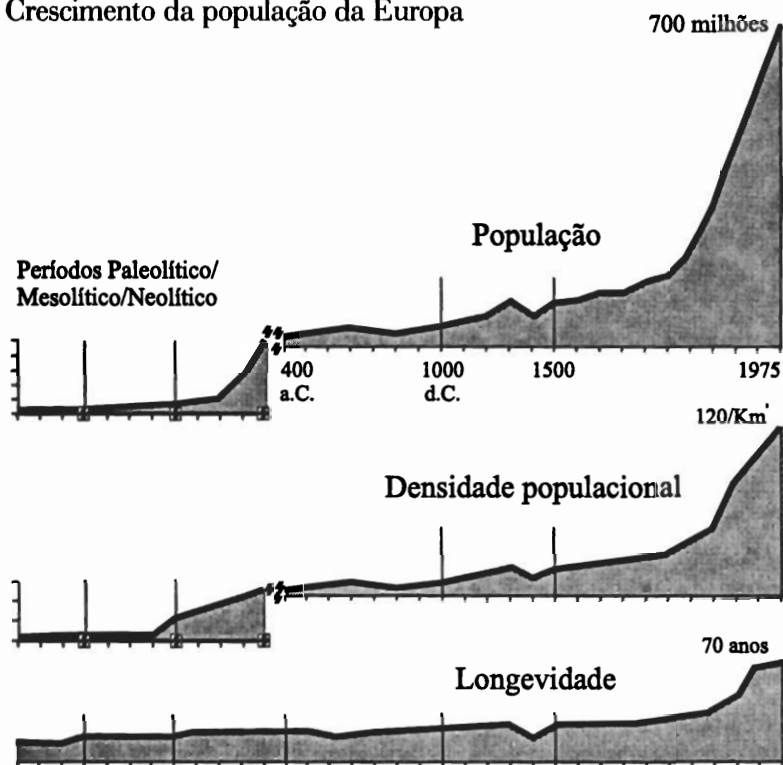 Crescimento da população da Europa
700 milhões
População
Períodos Paleolítico/
Mesolítico/Neolítico
400
a.C.
1000
d.C.
1500
1975
120/Km
Densidade populacional
70 anos
Longevidade